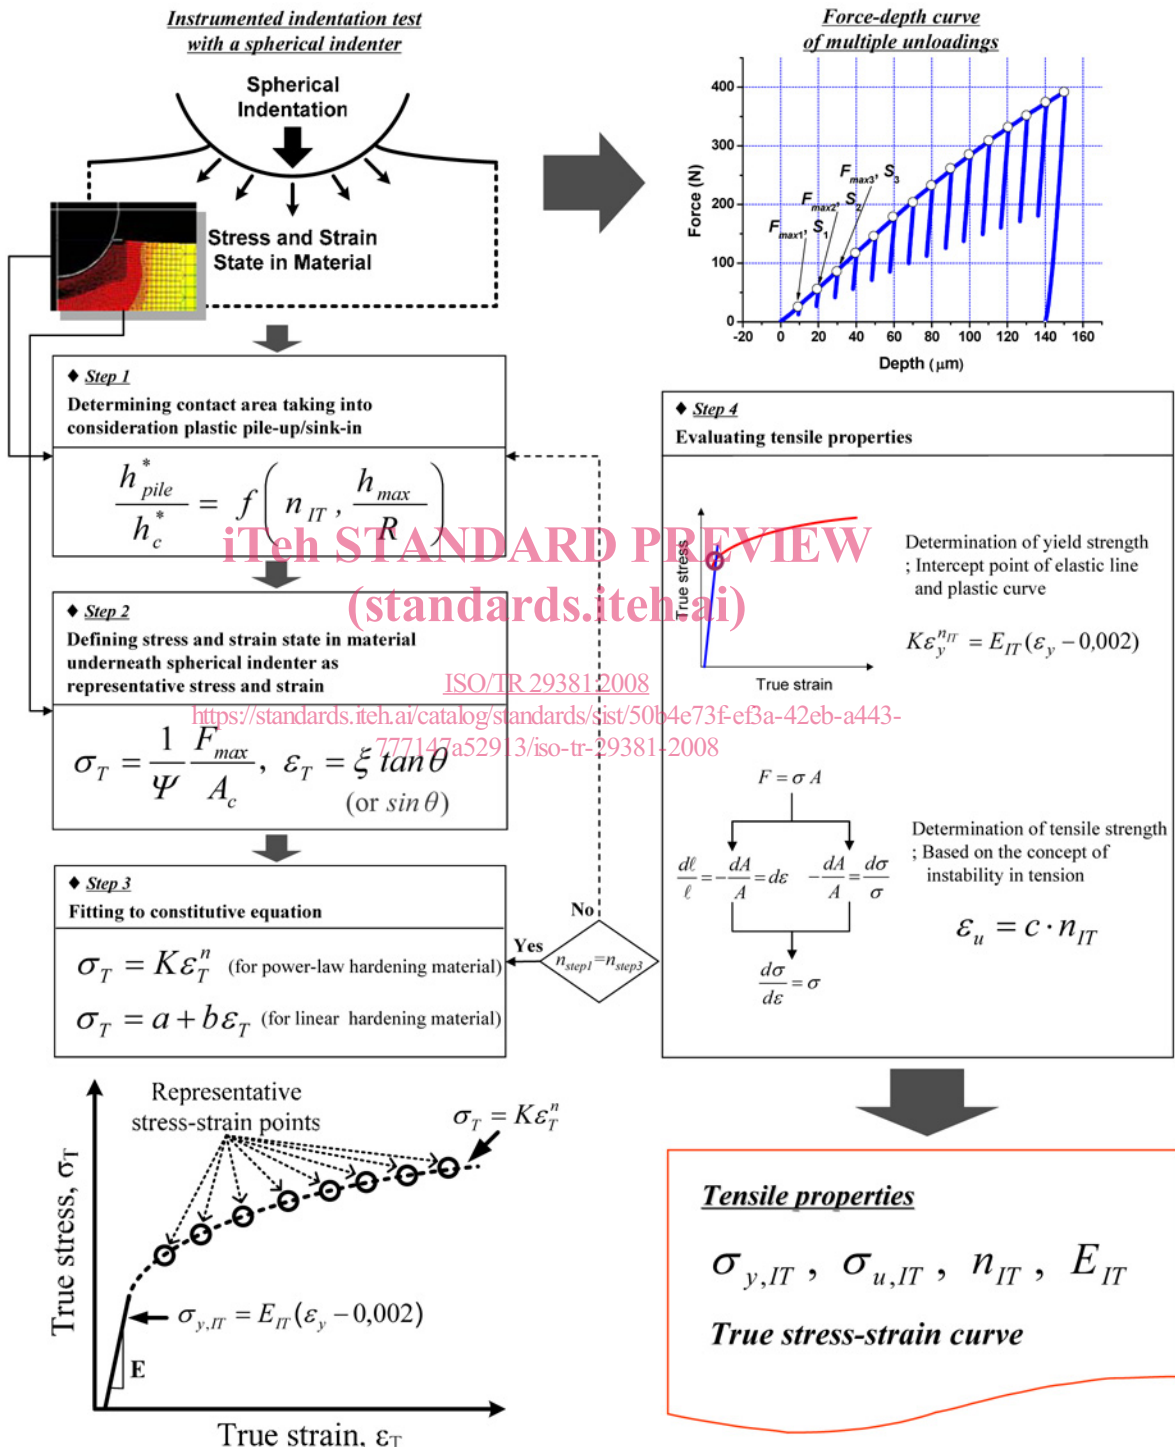 Instrumented indentation test
with a spherical indenter
Spherical
Indentation
Stress and Strain
State in Material
Force-depth curve
of multiple unloadings
Force (N)
400
300
200
100
0
F_max3, S_3
F_max2, S_2
F_max1, S_1
-20 0 20 40 60 80 100 120 140 160
Depth (μm)
♦ Step 1
Determining contact area taking into
consideration plastic pile-up/sink-in
h*_pile / h*_c = f ( n_IT , h_max / R )
iTeh STANDARD PREVIEW
(standards.iteh.ai)
ISO/TR 29381:2008
https://standards.iteh.ai/catalog/standards/sist/50b4e73f-ef3a-42eb-a443-
777147a52913/iso-tr-29381-2008
♦ Step 2
Defining stress and strain state in material
underneath spherical indenter as
representative stress and strain
σ_T = 1/Ψ F_max/A_c , ε_T = ξ tan θ
(or sin θ)
♦ Step 3
Fitting to constitutive equation
σ_T = Kε_T^n (for power-law hardening material)
σ_T = a + bε_T (for linear hardening material)
No
Yes
n_step1=n_step3
♦ Step 4
Evaluating tensile properties
True stress
True strain
Determination of yield strength
; Intercept point of elastic line
and plastic curve
Kε_y^n_IT = E_IT(ε_y − 0,002)
F = σ A
dℓ/ℓ = −dA/A = dε
−dA/A = dσ/σ
dσ/dε = σ
Determination of tensile strength
; Based on the concept of
instability in tension
ε_u = c · n_IT
Representative
stress-strain points
σ_T = Kε_T^n
True stress, σ_T
σ_y,IT = E_IT(ε_y − 0,002)
E
True strain, ε_T
Tensile properties
σ_y,IT , σ_u,IT , n_IT , E_IT
True stress-strain curve